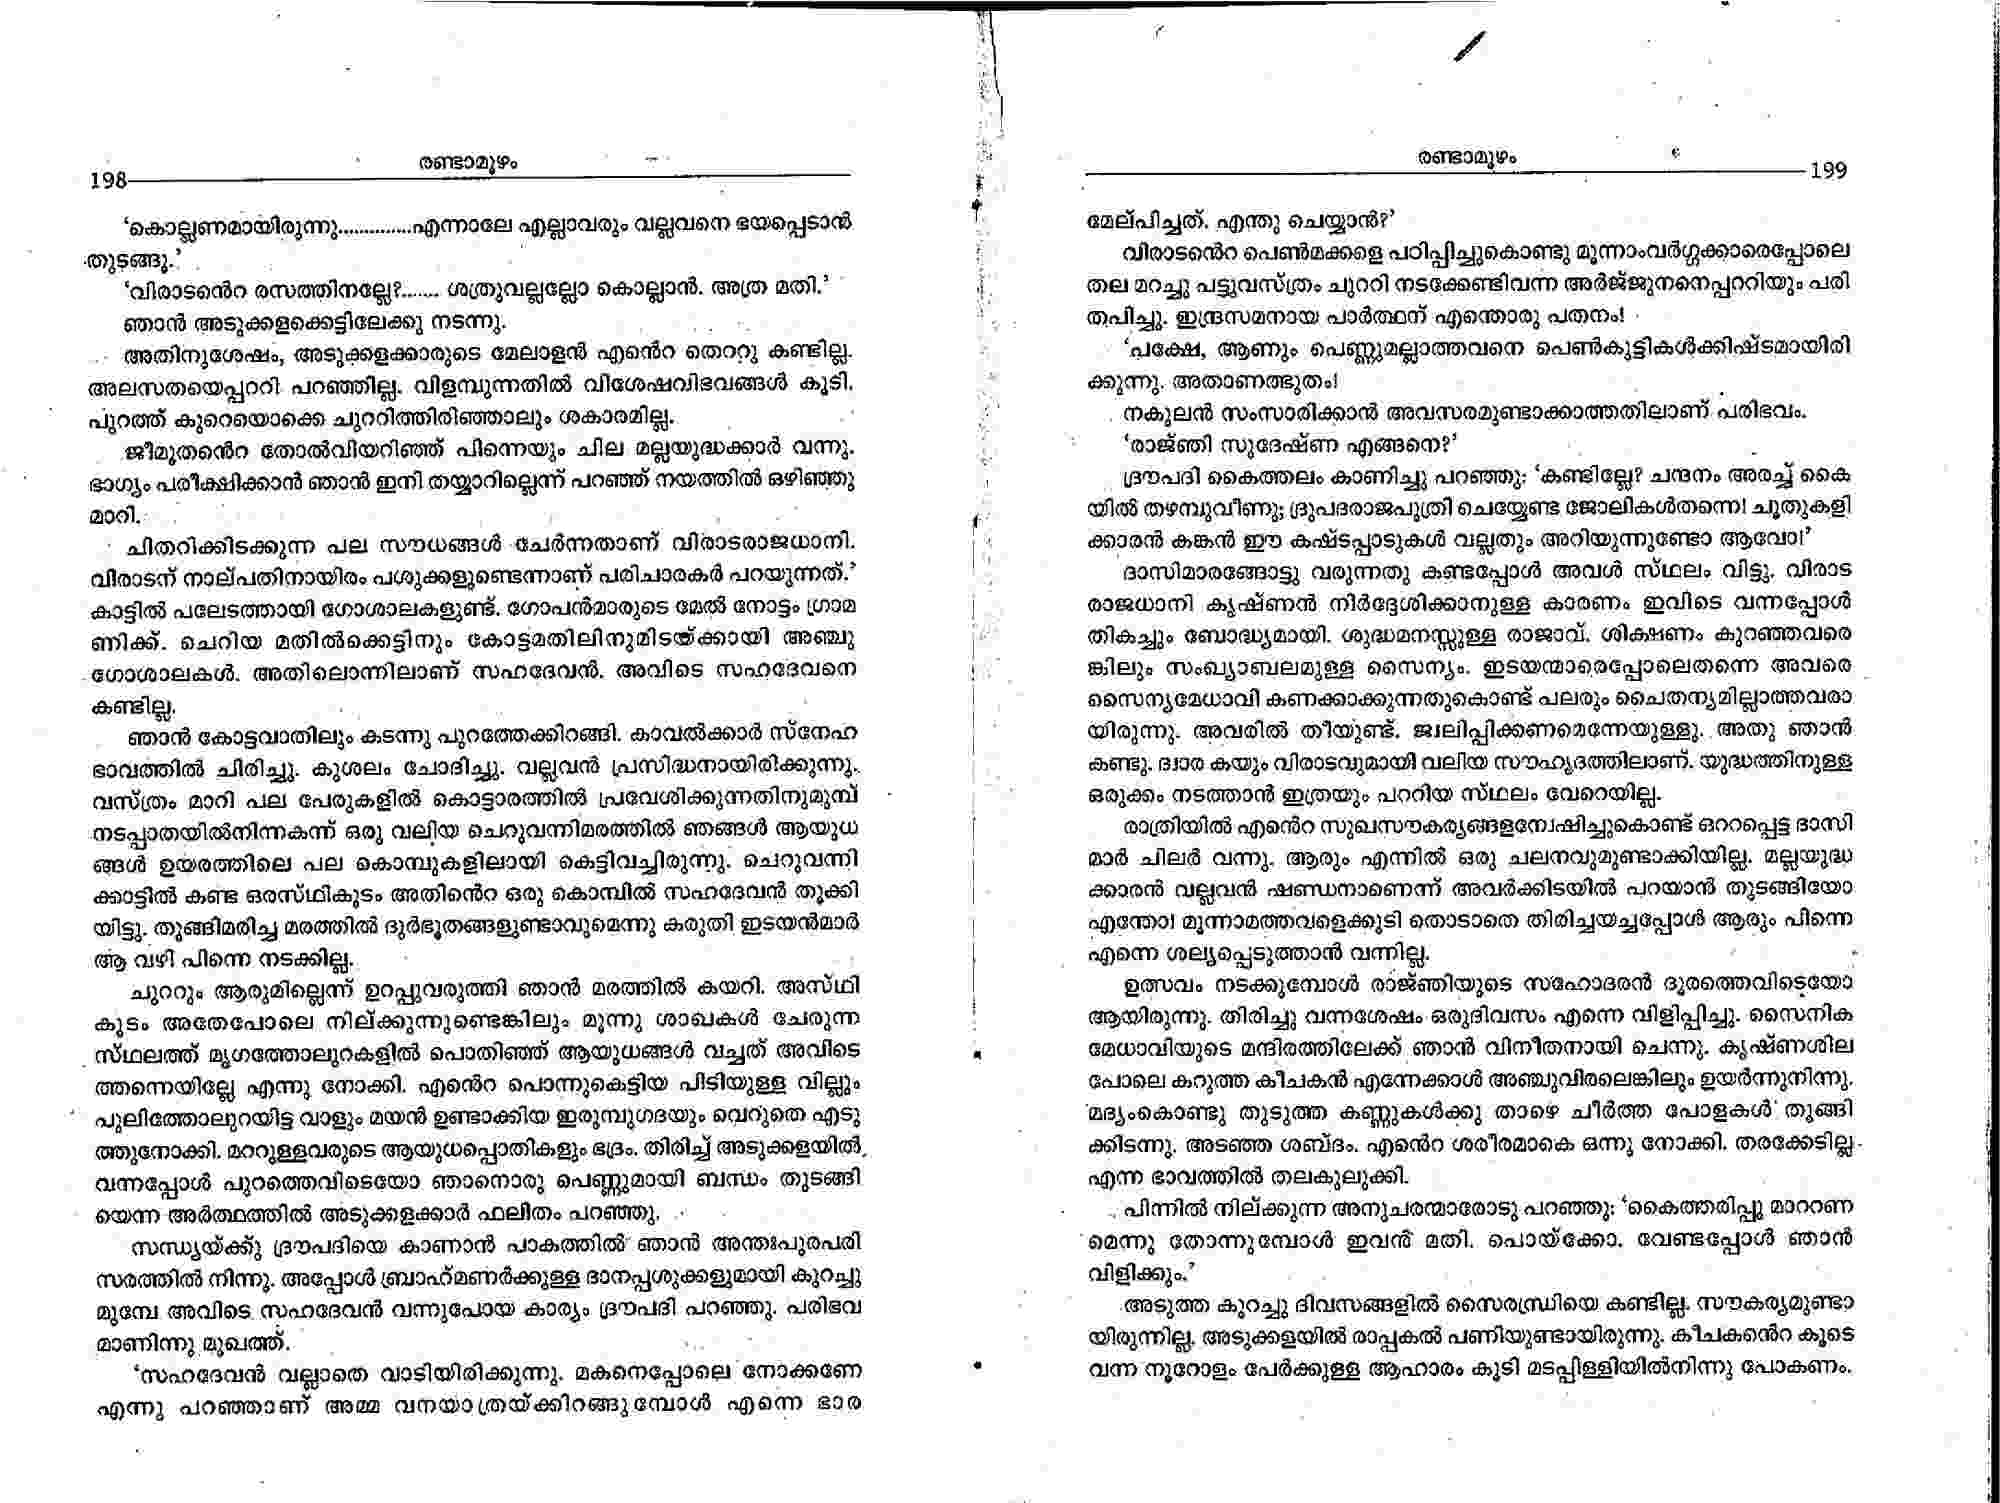 രണ്ടാമൂഴം
198
‘കൊല്ലണമായിരുന്നു..............എന്നാലേ എല്ലാവരും വല്ലവനെ ഭയപ്പെടാൻ
തുടങ്ങൂ.’
‘വിരാടൻെറ രസത്തിനല്ലേ?....... ശത്രുവല്ലല്ലോ കൊല്ലാൻ. അത്ര മതി.’
ഞാൻ അടുക്കളക്കെട്ടിലേക്കു നടന്നു.
അതിനുശേഷം, അടുക്കളക്കാരുടെ മേലാളൻ എൻെറ തെററു കണ്ടില്ല.
അലസതയെപ്പററി പറഞ്ഞില്ല. വിളമ്പുന്നതിൽ വിശേഷവിഭവങ്ങൾ കൂടി.
പുറത്ത് കുറെയൊക്കെ ചുററിത്തിരിഞ്ഞാലും ശകാരമില്ല.
ജീമൂതൻെറ തോൽവിയറിഞ്ഞ് പിന്നെയും ചില മല്ലയുദ്ധക്കാർ വന്നു.
ഭാഗ്യം പരീക്ഷിക്കാൻ ഞാൻ ഇനി തയ്യാറില്ലെന്ന് പറഞ്ഞ് നയത്തിൽ ഒഴിഞ്ഞു
മാറി.
ചിതറിക്കിടക്കുന്ന പല സൗധങ്ങൾ ചേർന്നതാണ് വിരാടരാജധാനി.
വിരാടന് നാല്പതിനായിരം പശുക്കളുണ്ടെന്നാണ് പരിചാരകർ പറയുന്നത്.’
കാട്ടിൽ പലേടത്തായി ഗോശാലകളുണ്ട്. ഗോപൻമാരുടെ മേൽ നോട്ടം ഗ്രാമ
ണിക്ക്. ചെറിയ മതിൽക്കെട്ടിനും കോട്ടമതിലിനുമിടയ്ക്കായി അഞ്ചു
ഗോശാലകൾ. അതിലൊന്നിലാണ് സഹദേവൻ. അവിടെ സഹദേവനെ
കണ്ടില്ല.
ഞാൻ കോട്ടവാതിലും കടന്നു പുറത്തേക്കിറങ്ങി. കാവൽക്കാർ സ്നേഹ
ഭാവത്തിൽ ചിരിച്ചു. കുശലം ചോദിച്ചു. വല്ലവൻ പ്രസിദ്ധനായിരിക്കുന്നു.
വസ്ത്രം മാറി പല പേരുകളിൽ കൊട്ടാരത്തിൽ പ്രവേശിക്കുന്നതിനുമുമ്പ്
നടപ്പാതയിൽനിന്നകന്ന് ഒരു വലിയ ചെറുവന്നിമരത്തിൽ ഞങ്ങൾ ആയുധ
ങ്ങൾ ഉയരത്തിലെ പല കൊമ്പുകളിലായി കെട്ടിവച്ചിരുന്നു. ചെറുവന്നി
ക്കാട്ടിൽ കണ്ട ഒരസ്ഥികൂടം അതിൻെറ ഒരു കൊമ്പിൽ സഹദേവൻ തൂക്കി
യിട്ടു. തൂങ്ങിമരിച്ച മരത്തിൽ ദുർഭൂതങ്ങളുണ്ടാവുമെന്നു കരുതി ഇടയൻമാർ
ആ വഴി പിന്നെ നടക്കില്ല.
ചുററും ആരുമില്ലെന്ന് ഉറപ്പുവരുത്തി ഞാൻ മരത്തിൽ കയറി. അസ്ഥി
കൂടം അതേപോലെ നില്ക്കുന്നുണ്ടെങ്കിലും മൂന്നു ശാഖകൾ ചേരുന്ന
സ്ഥലത്ത് മൃഗത്തോലുറകളിൽ പൊതിഞ്ഞ് ആയുധങ്ങൾ വച്ചത് അവിടെ
ത്തന്നെയില്ലേ എന്നു നോക്കി. എൻെറ പൊന്നുകെട്ടിയ പിടിയുള്ള വില്ലും
പുലിത്തോലുറയിട്ട വാളും മയൻ ഉണ്ടാക്കിയ ഇരുമ്പുഗദയും വെറുതെ എടു
ത്തുനോക്കി. മററുള്ളവരുടെ ആയുധപ്പൊതികളും ഭദ്രം. തിരിച്ച് അടുക്കളയിൽ
വന്നപ്പോൾ പുറത്തെവിടെയോ ഞാനൊരു പെണ്ണുമായി ബന്ധം തുടങ്ങി
യെന്ന അർത്ഥത്തിൽ അടുക്കളക്കാർ ഫലിതം പറഞ്ഞു.
സന്ധ്യയ്ക്കു് ദ്രൗപദിയെ കാണാൻ പാകത്തിൽ ഞാൻ അന്തഃപുരപരി
സരത്തിൽ നിന്നു. അപ്പോൾ ബ്രാഹ്മണർക്കുള്ള ദാനപ്പശുക്കളുമായി കുറച്ചു
മുമ്പേ അവിടെ സഹദേവൻ വന്നുപോയ കാര്യം ദ്രൗപദി പറഞ്ഞു. പരിഭവ
മാണിന്നു മുഖത്ത്.
‘സഹദേവൻ വല്ലാതെ വാടിയിരിക്കുന്നു. മകനെപ്പോലെ നോക്കണേ
എന്നു പറഞ്ഞാണ് അമ്മ വനയാത്രയ്ക്കിറങ്ങുമ്പോൾ എന്നെ ഭാര
രണ്ടാമൂഴം
199
മേല്പിച്ചത്. എന്തു ചെയ്യാൻ?’
വിരാടൻെറ പെൺമക്കളെ പഠിപ്പിച്ചുകൊണ്ടു മൂന്നാംവർഗ്ഗക്കാരെപ്പോലെ
തല മറച്ചു പട്ടുവസ്ത്രം ചുററി നടക്കേണ്ടിവന്ന അർജ്ജുനനെപ്പററിയും പരി
തപിച്ചു. ഇന്ദ്രസമനായ പാർത്ഥന് എന്തൊരു പതനം!
‘പക്ഷേ, ആണും പെണ്ണുമല്ലാത്തവനെ പെൺകുട്ടികൾക്കിഷ്ടമായിരി
ക്കുന്നു. അതാണത്ഭുതം!
നകുലൻ സംസാരിക്കാൻ അവസരമുണ്ടാക്കാത്തതിലാണ് പരിഭവം.
‘രാജ്ഞി സുദേഷ്ണ എങ്ങനെ?’
ദ്രൗപദി കൈത്തലം കാണിച്ചു പറഞ്ഞു: ‘കണ്ടില്ലേ? ചന്ദനം അരച്ച് കൈ
യിൽ തഴമ്പുവീണു; ദ്രുപദരാജപുത്രി ചെയ്യേണ്ട ജോലികൾതന്നെ! ചൂതുകളി
ക്കാരൻ കങ്കൻ ഈ കഷ്ടപ്പാടുകൾ വല്ലതും അറിയുന്നുണ്ടോ ആവോ!’
ദാസിമാരങ്ങോട്ടു വരുന്നതു കണ്ടപ്പോൾ അവൾ സ്ഥലം വിട്ടു. വിരാട
രാജധാനി കൃഷ്ണൻ നിർദ്ദേശിക്കാനുള്ള കാരണം ഇവിടെ വന്നപ്പോൾ
തികച്ചും ബോദ്ധ്യമായി. ശുദ്ധമനസ്സുള്ള രാജാവ്. ശിക്ഷണം കുറഞ്ഞവരെ
ങ്കിലും സംഖ്യാബലമുള്ള സൈന്യം. ഇടയന്മാരെപ്പോലെതന്നെ അവരെ
സൈന്യമേധാവി കണക്കാക്കുന്നതുകൊണ്ട് പലരും ചൈതന്യമില്ലാത്തവരാ
യിരുന്നു. അവരിൽ തീയുണ്ട്. ജ്വലിപ്പിക്കണമെന്നേയുള്ളു. അതു ഞാൻ
കണ്ടു. ദ്വാര കയും വിരാടവുമായി വലിയ സൗഹൃദത്തിലാണ്. യുദ്ധത്തിനുള്ള
ഒരുക്കം നടത്താൻ ഇത്രയും പററിയ സ്ഥലം വേറെയില്ല.
രാത്രിയിൽ എൻെറ സുഖസൗകര്യങ്ങളന്വേഷിച്ചുകൊണ്ട് ഒററപ്പെട്ട ദാസി
മാർ ചിലർ വന്നു. ആരും എന്നിൽ ഒരു ചലനവുമുണ്ടാക്കിയില്ല. മല്ലയുദ്ധ
ക്കാരൻ വല്ലവൻ ഷണ്ഡനാണെന്ന് അവർക്കിടയിൽ പറയാൻ തുടങ്ങിയോ
എന്തോ! മൂന്നാമത്തവളെക്കൂടി തൊടാതെ തിരിച്ചയച്ചപ്പോൾ ആരും പിന്നെ
എന്നെ ശല്യപ്പെടുത്താൻ വന്നില്ല.
ഉത്സവം നടക്കുമ്പോൾ രാജ്ഞിയുടെ സഹോദരൻ ദൂരത്തെവിടെയോ
ആയിരുന്നു. തിരിച്ചു വന്നശേഷം ഒരുദിവസം എന്നെ വിളിപ്പിച്ചു. സൈനിക
മേധാവിയുടെ മന്ദിരത്തിലേക്ക് ഞാൻ വിനീതനായി ചെന്നു. കൃഷ്ണശില
പോലെ കറുത്ത കീചകൻ എന്നേക്കാൾ അഞ്ചുവിരലെങ്കിലും ഉയർന്നുനിന്നു.
മദ്യംകൊണ്ടു തുടുത്ത കണ്ണുകൾക്കു താഴെ ചീർത്ത പോളകൾ തൂങ്ങി
ക്കിടന്നു. അടഞ്ഞ ശബ്ദം. എൻെറ ശരീരമാകെ ഒന്നു നോക്കി. തരക്കേടില്ല
എന്ന ഭാവത്തിൽ തലകുലുക്കി.
പിന്നിൽ നില്ക്കുന്ന അനുചരന്മാരോടു പറഞ്ഞു: ‘കൈത്തരിപ്പു മാററണ
മെന്നു തോന്നുമ്പോൾ ഇവൻ മതി. പൊയ്ക്കോ. വേണ്ടപ്പോൾ ഞാൻ
വിളിക്കും.’
അടുത്ത കുറച്ചു ദിവസങ്ങളിൽ സൈരന്ധ്രിയെ കണ്ടില്ല. സൗകര്യമുണ്ടാ
യിരുന്നില്ല. അടുക്കളയിൽ രാപ്പകൽ പണിയുണ്ടായിരുന്നു. കീചകൻെറ കൂടെ
വന്ന നൂറോളം പേർക്കുള്ള ആഹാരം കൂടി മടപ്പിള്ളിയിൽനിന്നു പോകണം.